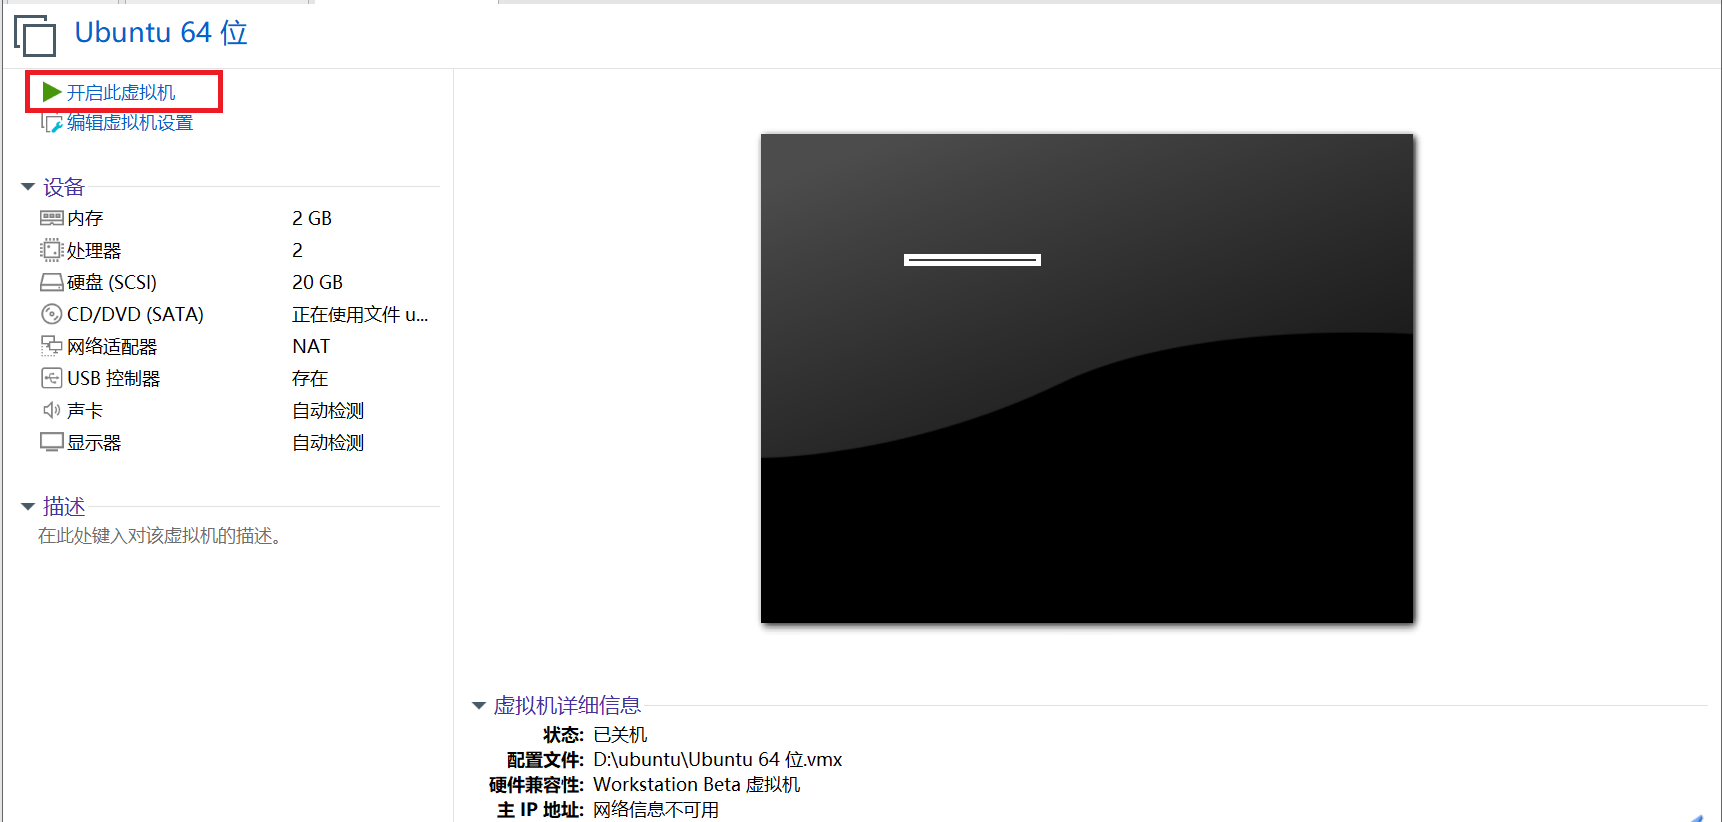 Ubuntu 64 位
开启此虚拟机
编辑虚拟机设置
设备
内存 2 GB
处理器 2
硬盘 (SCSI) 20 GB
CD/DVD (SATA) 正在使用文件 u...
网络适配器 NAT
USB 控制器 存在
声卡 自动检测
显示器 自动检测
描述
在此处键入对该虚拟机的描述。
虚拟机详细信息
状态: 已关机
配置文件: D:\ubuntu\Ubuntu 64 位.vmx
硬件兼容性: Workstation Beta 虚拟机
主 IP 地址: 网络信息不可用